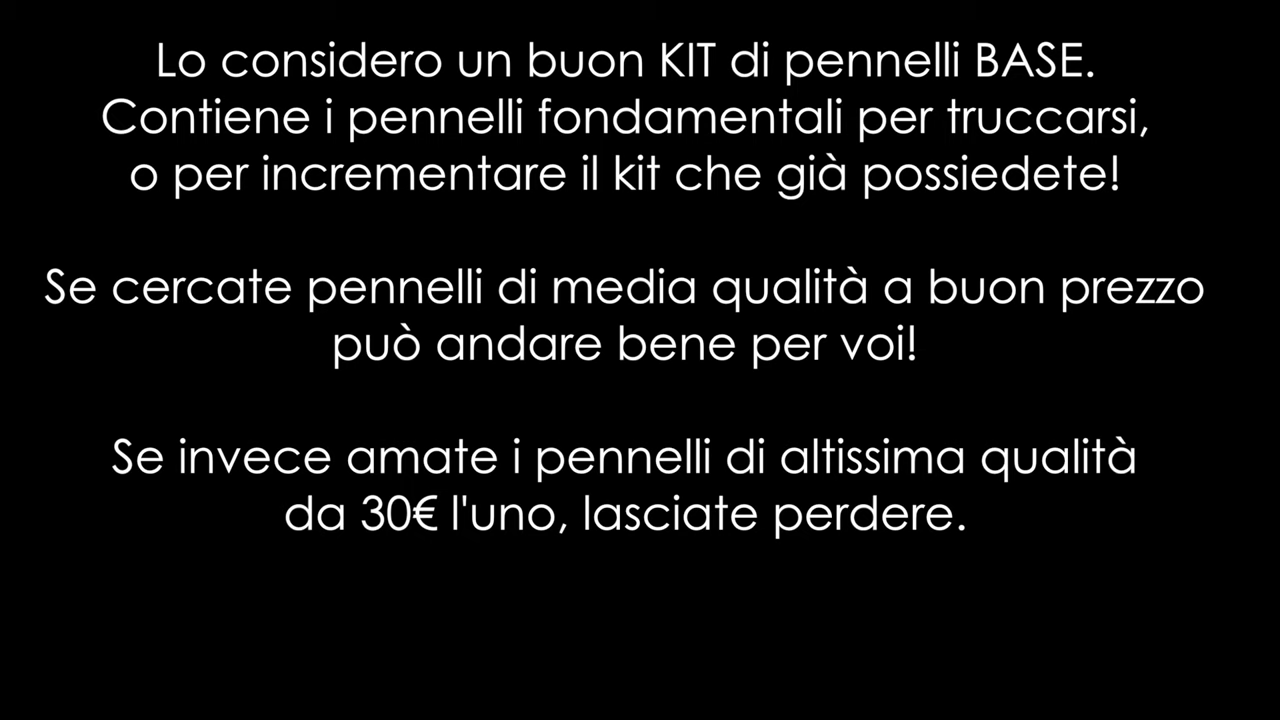 Lo considero un buon KIT di pennelli BASE.
Contiene i pennelli fondamentali per truccarsi,
o per incrementare il kit che già possiedete!
Se cercate pennelli di media qualità a buon prezzo
può andare bene per voi!
Se invece amate i pennelli di altissima qualità
da 30€ l'uno, lasciate perdere.